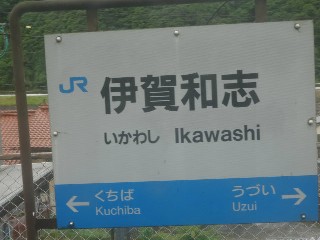 JR
伊賀和志
いかわし Ikawashi
← くちば うづい →
Kuchiba Uzui